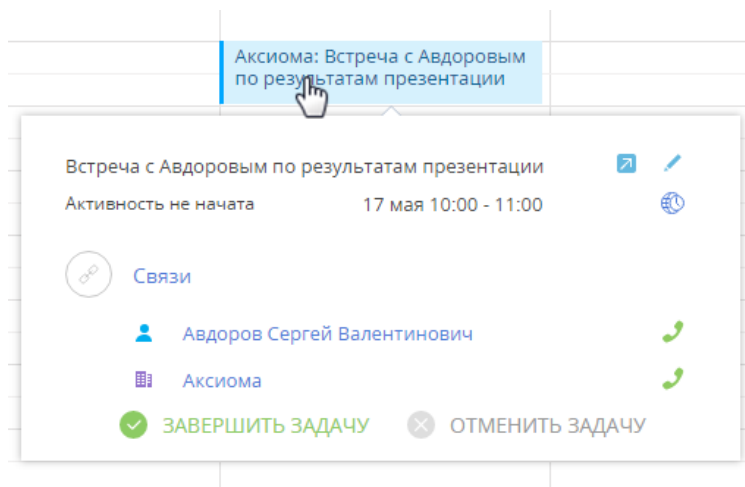 Аксиома: Встреча с Авдоровым
по результатам презентации
Встреча с Авдоровым по результатам презентации
Активность не начата 17 мая 10:00 - 11:00
Связи
Авдоров Сергей Валентинович
Аксиома
ЗАВЕРШИТЬ ЗАДАЧУ ОТМЕНИТЬ ЗАДАЧУ